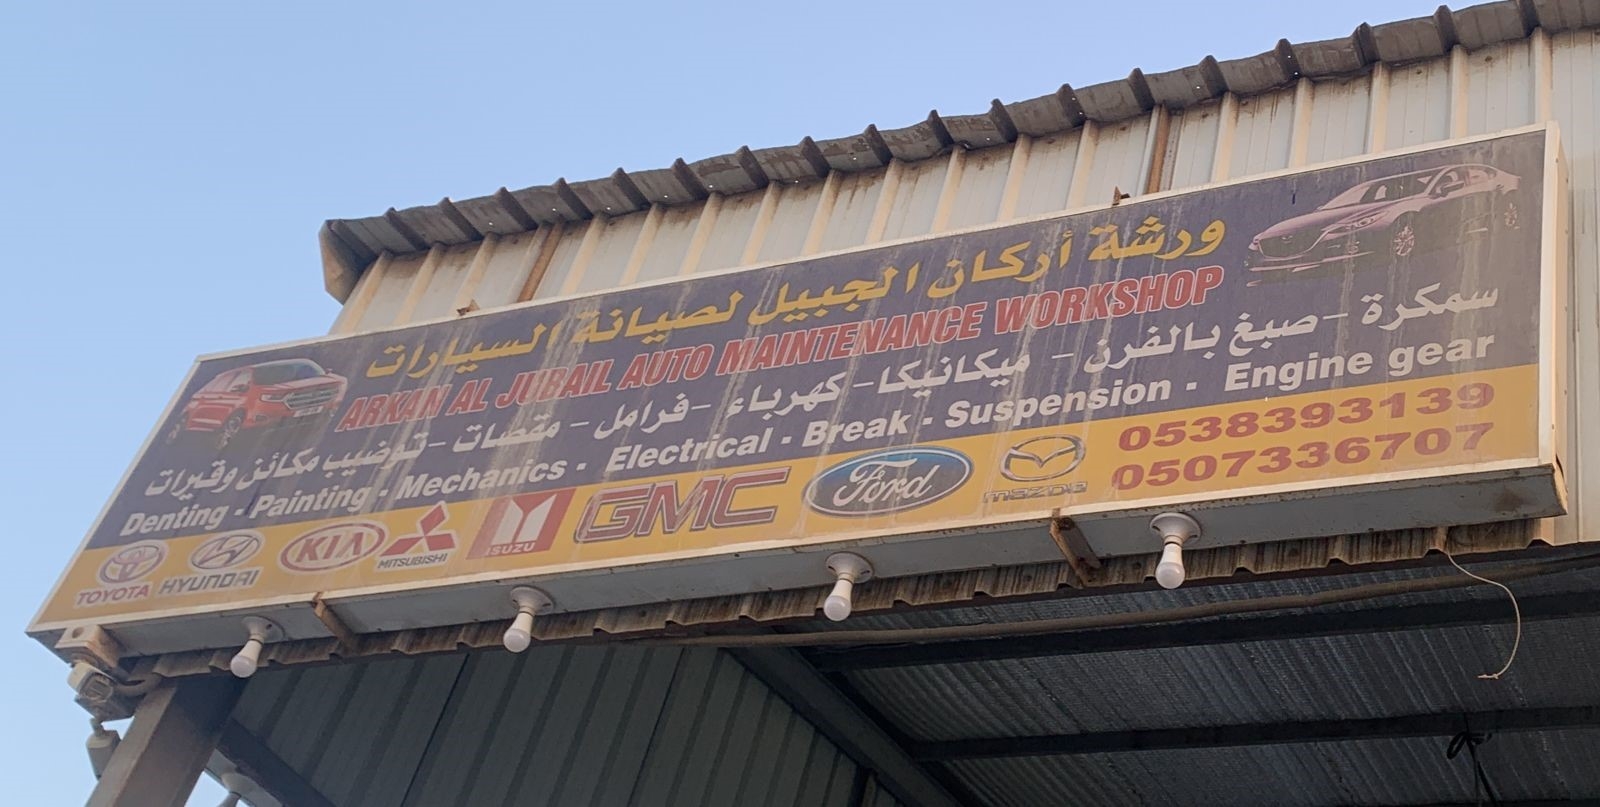 ورشة أركان الجبيل لصيانة السيارات
ARKAN AL JUBAIL AUTO MAINTENANCE WORKSHOP
سمكرة - صبغ بالفرن - ميكانيكا - كهرباء - فرامل - مقصات - توضيب مكائن وقيرات
Denting - Painting - Mechanics - Electrical - Break - Suspension - Engine gear
TOYOTA HYUNDAI KIA MITSUBISHI ISUZU GMC Ford mazda
0538393139
0507336707